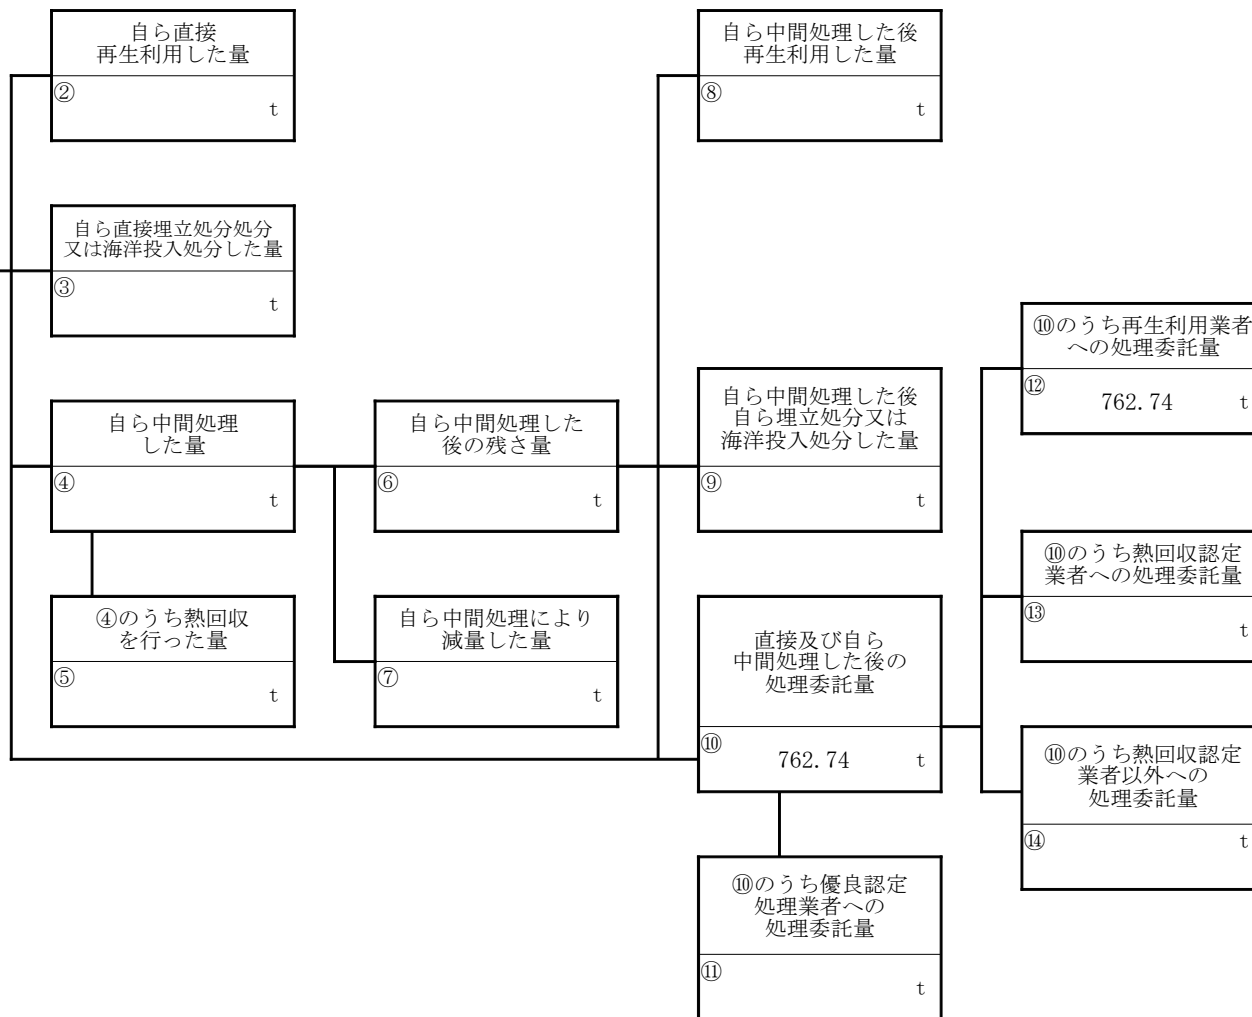 自ら直接
再生利用した量
②
t
自ら直接埋立処分処分
又は海洋投入処分した量
③
t
自ら中間処理
した量
④
t
④のうち熱回収
を行った量
⑤
t
自ら中間処理した
後の残さ量
⑥
t
自ら中間処理により
減量した量
⑦
t
自ら中間処理した後
再生利用した量
⑧
t
自ら中間処理した後
自ら埋立処分又は
海洋投入処分した量
⑨
t
直接及び自ら
中間処理した後の
処理委託量
⑩
762.74 t
⑩のうち優良認定
処理業者への
処理委託量
⑪
t
⑩のうち再生利用業者
への処理委託量
⑫
762.74 t
⑩のうち熱回収認定
業者への処理委託量
⑬
t
⑩のうち熱回収認定
業者以外への
処理委託量
⑭
t